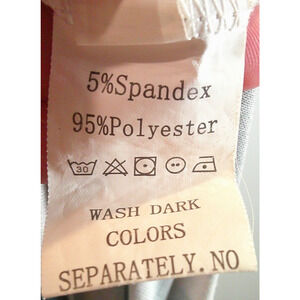 5%Spandex
95%Polyester
30
WASH DARK
COLORS
SEPARATELY.NO